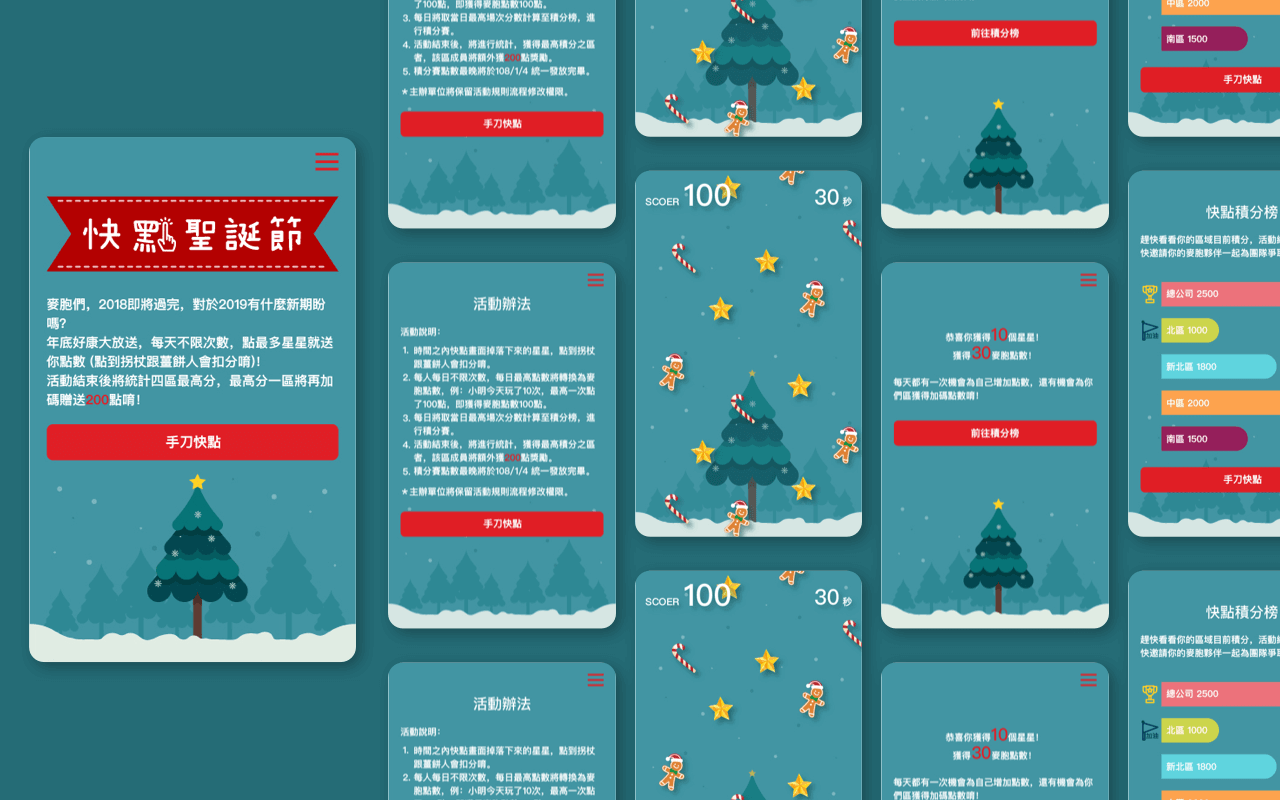 快點聖誕節
麥胞們，2018即將過完，對於2019有什麼新期盼
嗎?
年底好康大放送，每天不限次數，點最多星星就送
你點數 (點到拐杖跟薑餅人會扣分唷)!
活動結束後將統計四區最高分，最高分一區將再加
碼贈送200點唷!
手刀快點
了100點，即獲得麥胞點數100點。
3. 每日將取當日最高場次分數計算至積分榜，進
行積分賽。
4. 活動結束後，將進行統計，獲得最高積分之區
者，該區成員將額外獲200點獎勵。
5. 積分賽點數最晚將於108/1/4 統一發放完畢。
*主辦單位將保留活動規則流程修改權限。
手刀快點
活動辦法
活動說明:
1. 時間之內快點畫面掉落下來的星星，點到拐杖
跟薑餅人會扣分唷。
2. 每人每日不限次數，每日最高點數將轉換為麥
胞點數，例：小明今天玩了10次，最高一次點
了100點，即獲得麥胞點數100點。
3. 每日將取當日最高場次分數計算至積分榜，進
行積分賽。
4. 活動結束後，將進行統計，獲得最高積分之區
者，該區成員將額外獲200點獎勵。
5. 積分賽點數最晚將於108/1/4 統一發放完畢。
*主辦單位將保留活動規則流程修改權限。
手刀快點
活動辦法
活動說明:
1. 時間之內快點畫面掉落下來的星星，點到拐杖
跟薑餅人會扣分唷。
2. 每人每日不限次數，每日最高點數將轉換為麥
胞點數，例：小明今天玩了10次，最高一次點
SCOER 100 30 秒
SCOER 100 30 秒
前往積分榜
恭喜你獲得10個星星!
獲得30麥胞點數!
每天都有一次機會為自己增加點數，還有機會為你
們區獲得加碼點數唷!
前往積分榜
恭喜你獲得10個星星!
獲得30麥胞點數!
每天都有一次機會為自己增加點數，還有機會為你
們區獲得加碼點數唷!
中區 2000
南區 1500
手刀快點
快點積分榜
趕快看看你的區域目前積分，活動
快邀請你的麥胞夥伴一起為團隊爭
總公司 2500
北區 1000
新北區 1800
中區 2000
南區 1500
手刀快點
快點積分榜
趕快看看你的區域目前積分，活動
快邀請你的麥胞夥伴一起為團隊爭
總公司 2500
北區 1000
新北區 1800